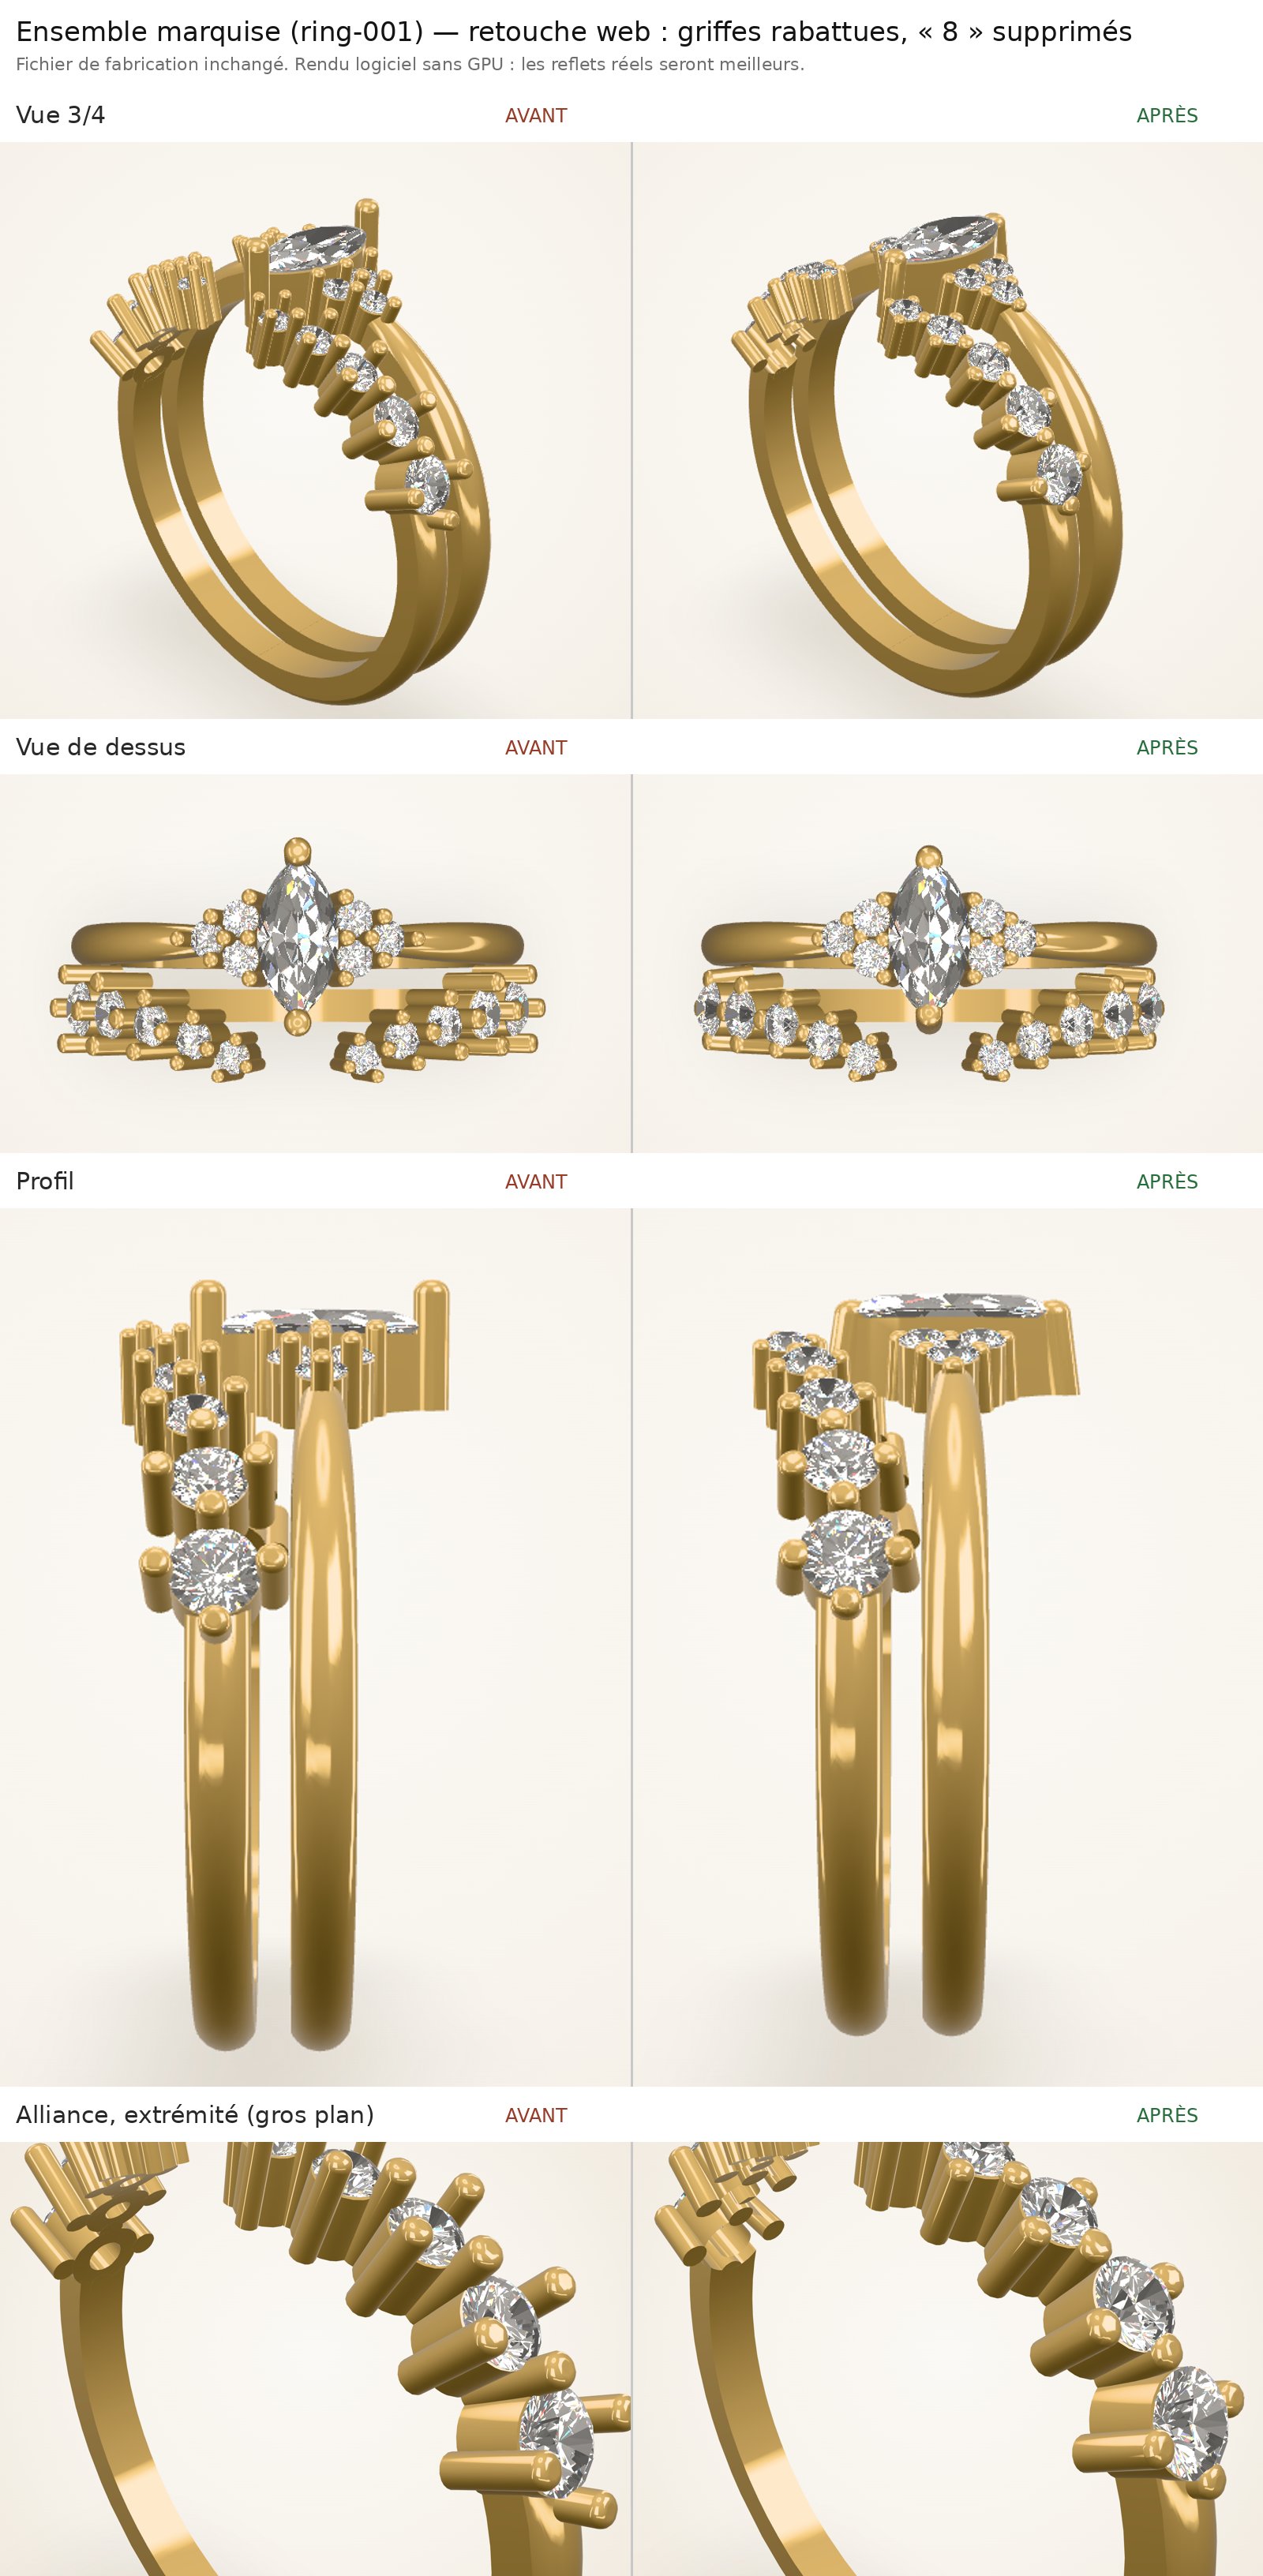 Ensemble marquise (ring-001) — retouche web : griffes rabattues, « 8 » supprimés
Fichier de fabrication inchangé. Rendu logiciel sans GPU : les reflets réels seront meilleurs.
Vue 3/4 AVANT APRÈS
Vue de dessus AVANT APRÈS
Profil AVANT APRÈS
Alliance, extrémité (gros plan) AVANT APRÈS